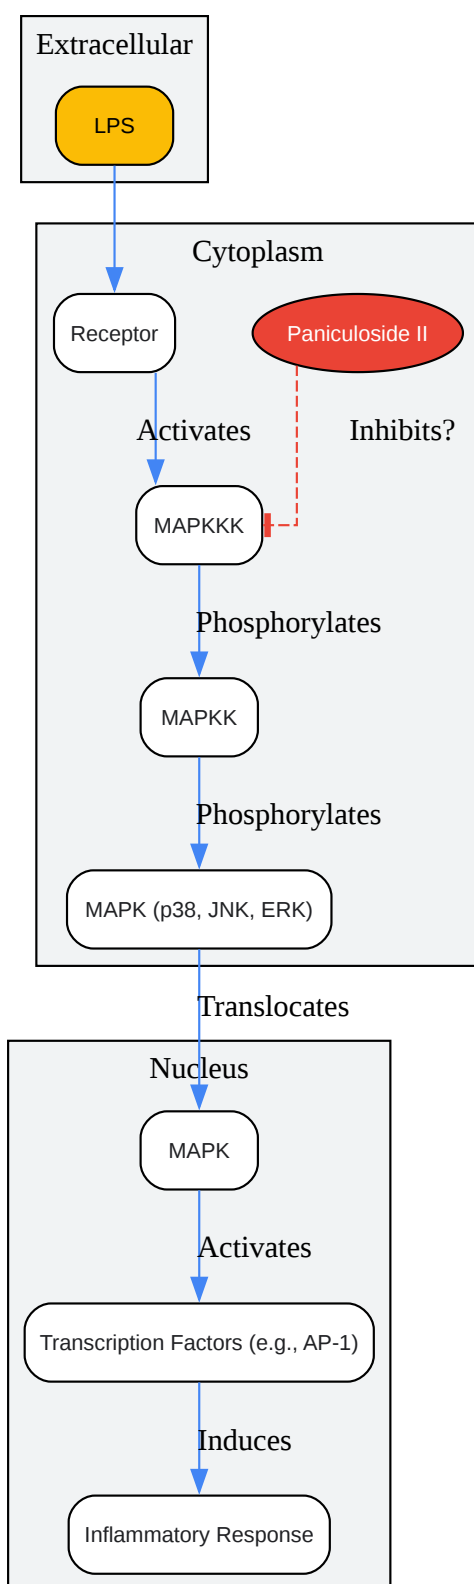 Extracellular
LPS
Cytoplasm
Receptor
Paniculoside II
Activates
Inhibits?
MAPKKK
Phosphorylates
MAPKK
Phosphorylates
MAPK (p38, JNK, ERK)
Translocates
Nucleus
MAPK
Activates
Transcription Factors (e.g., AP-1)
Induces
Inflammatory Response